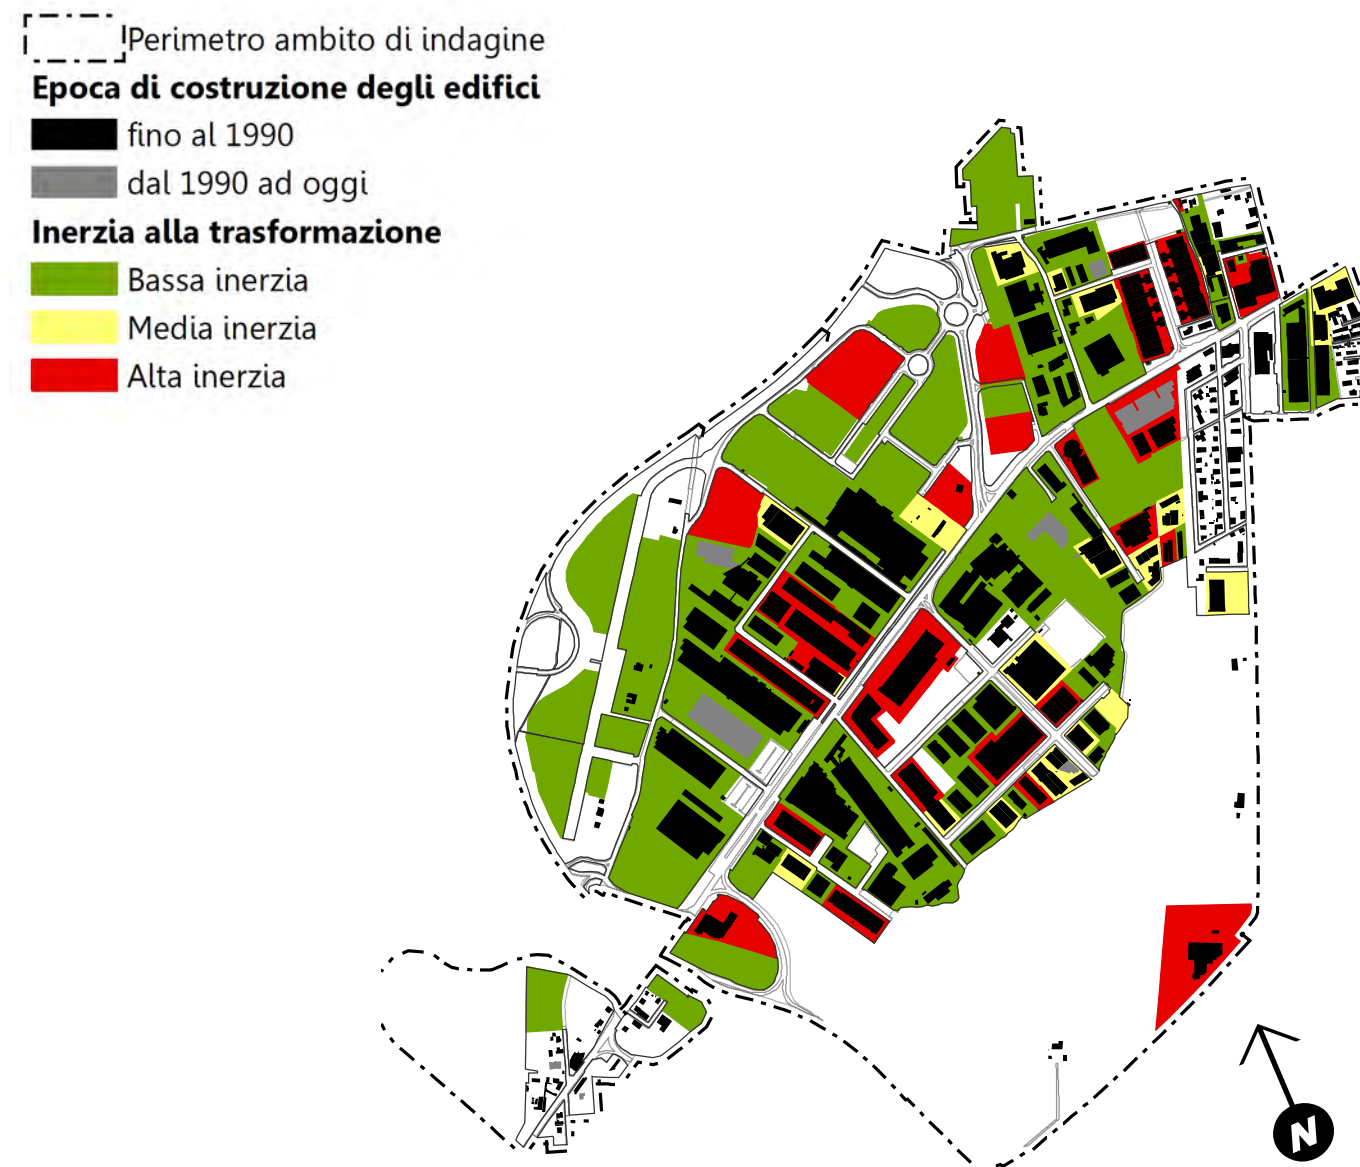 Perimetro ambito di indagine
Epoca di costruzione degli edifici
fino al 1990
dal 1990 ad oggi
Inerzia alla trasformazione
Bassa inerzia
Media inerzia
Alta inerzia
N